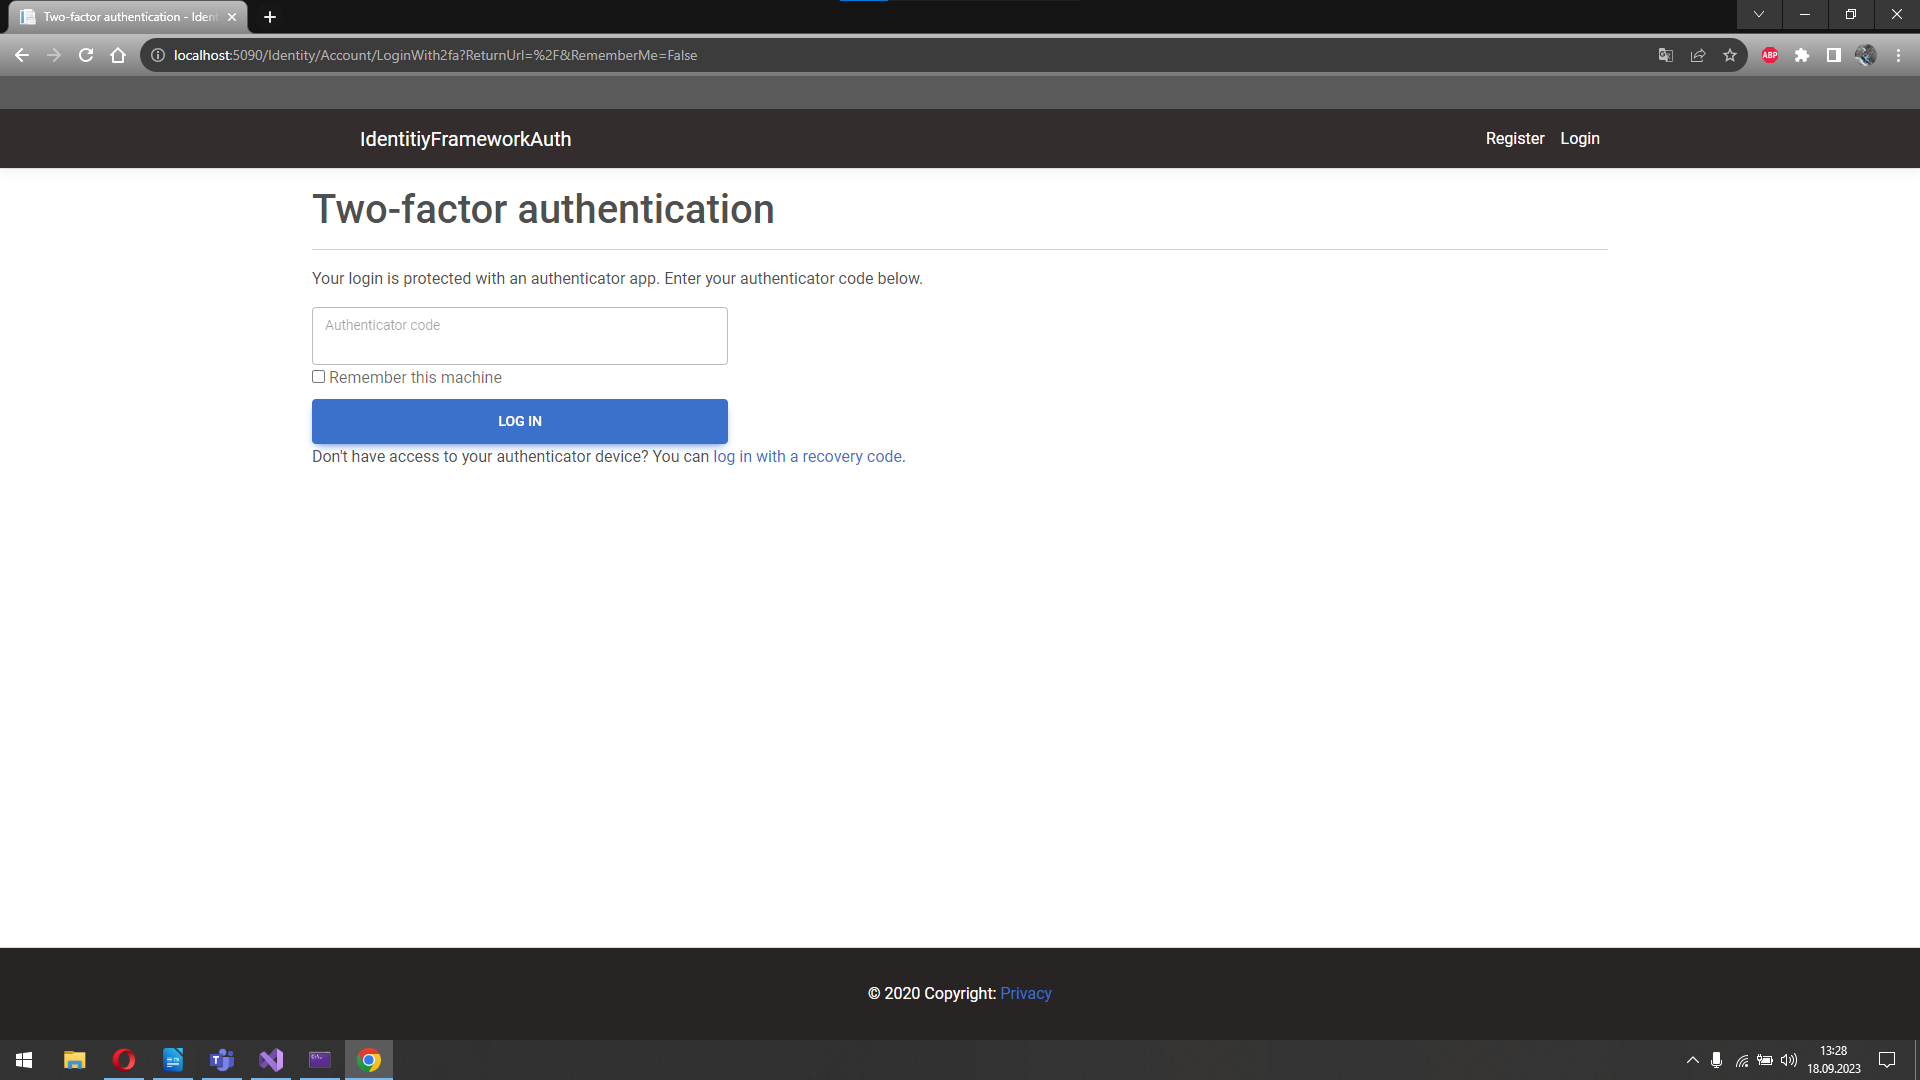 Two-factor authentication - Ident
localhost:5090/Identity/Account/LoginWith2fa?ReturnUrl=%2F&RememberMe=False
ABP
IdentitiyFrameworkAuth
Register Login
Two-factor authentication
Your login is protected with an authenticator app. Enter your authenticator code below.
Authenticator code
Remember this machine
LOG IN
Don't have access to your authenticator device? You can log in with a recovery code.
© 2020 Copyright: Privacy
13:28
18.09.2023